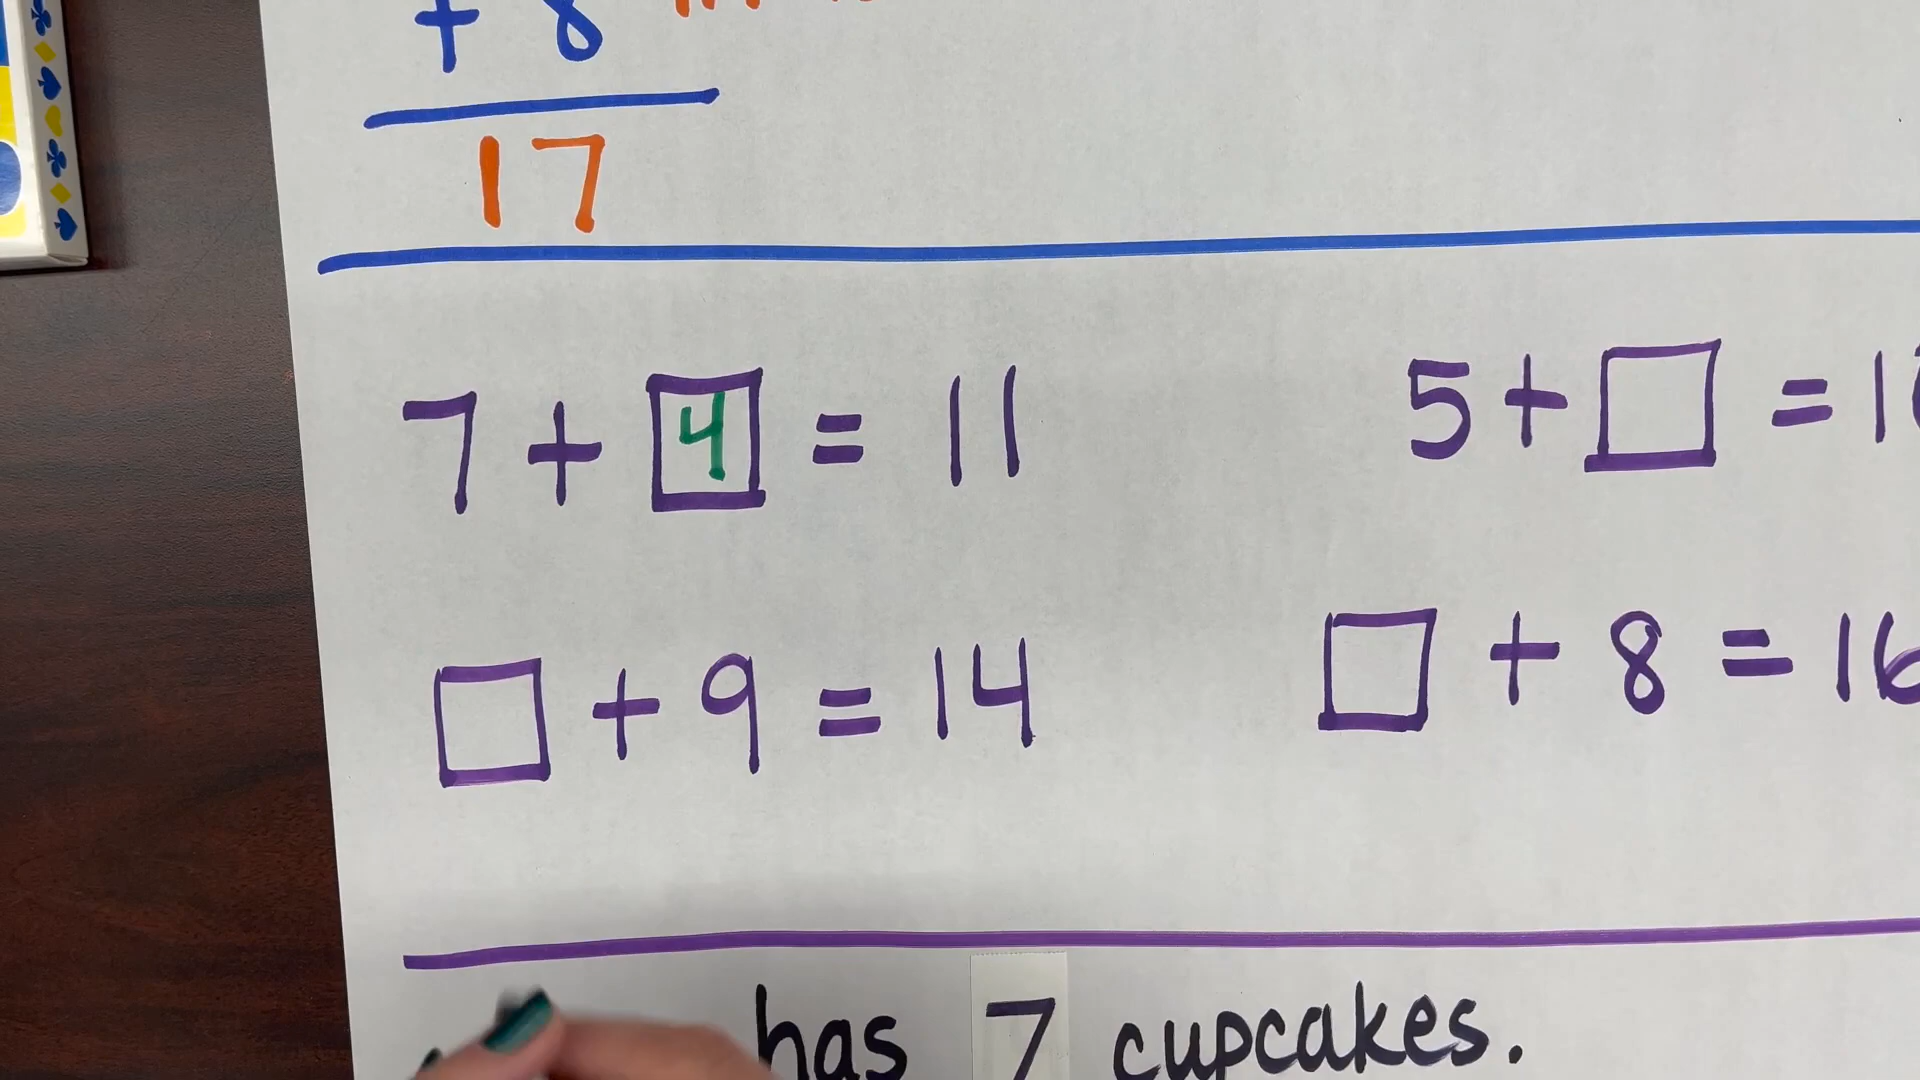 + 8
17
7 + 4 = 11
5 + □ = 1
□ + 9 = 14
□ + 8 = 16
has 7 cupcakes.